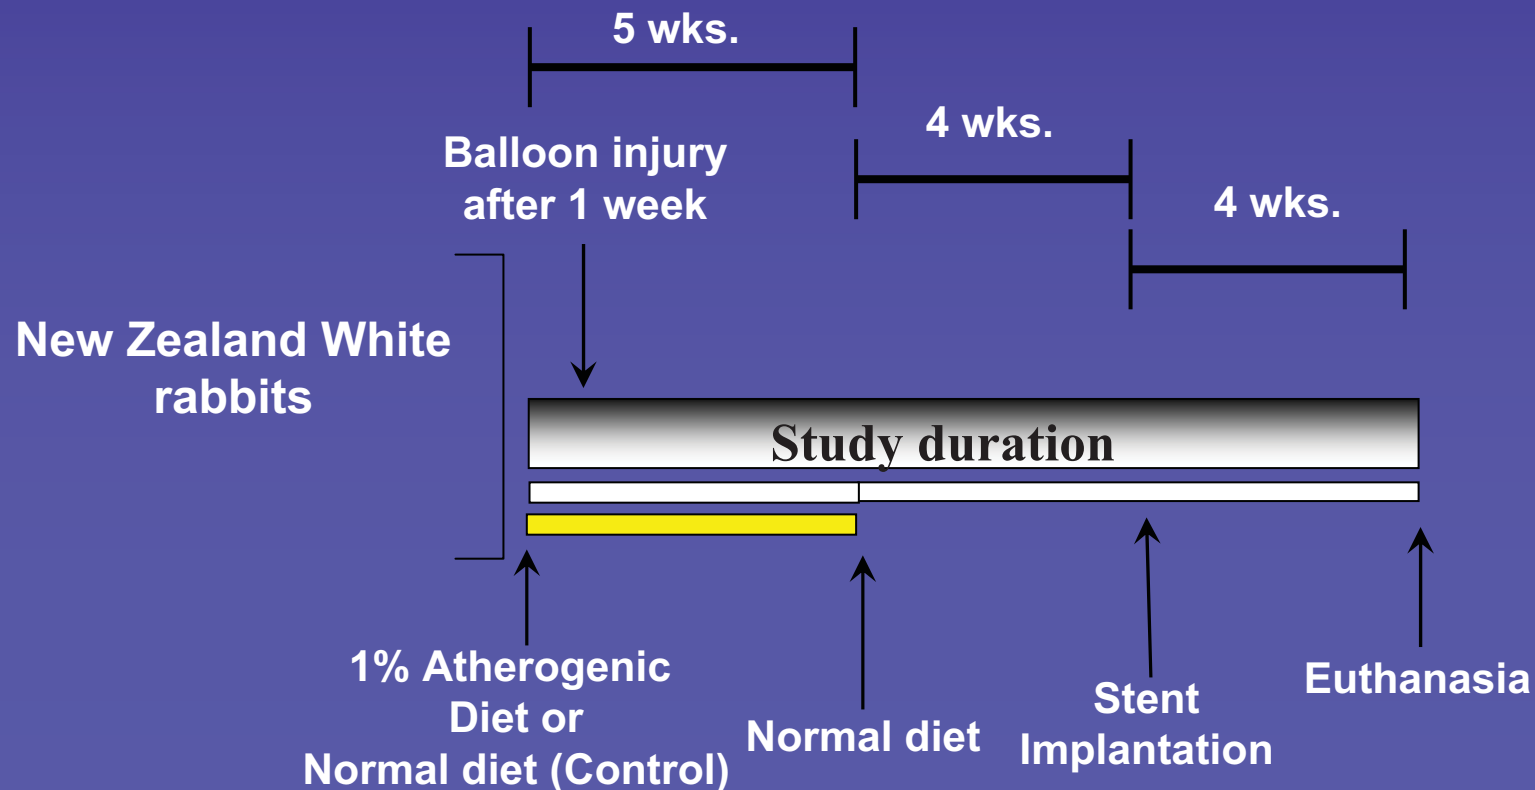 5 wks.
4 wks.
4 wks.
Balloon injury
after 1 week
New Zealand White
rabbits
Study duration
1% Atherogenic
Diet or
Normal diet (Control)
Normal diet
Stent
Implantation
Euthanasia